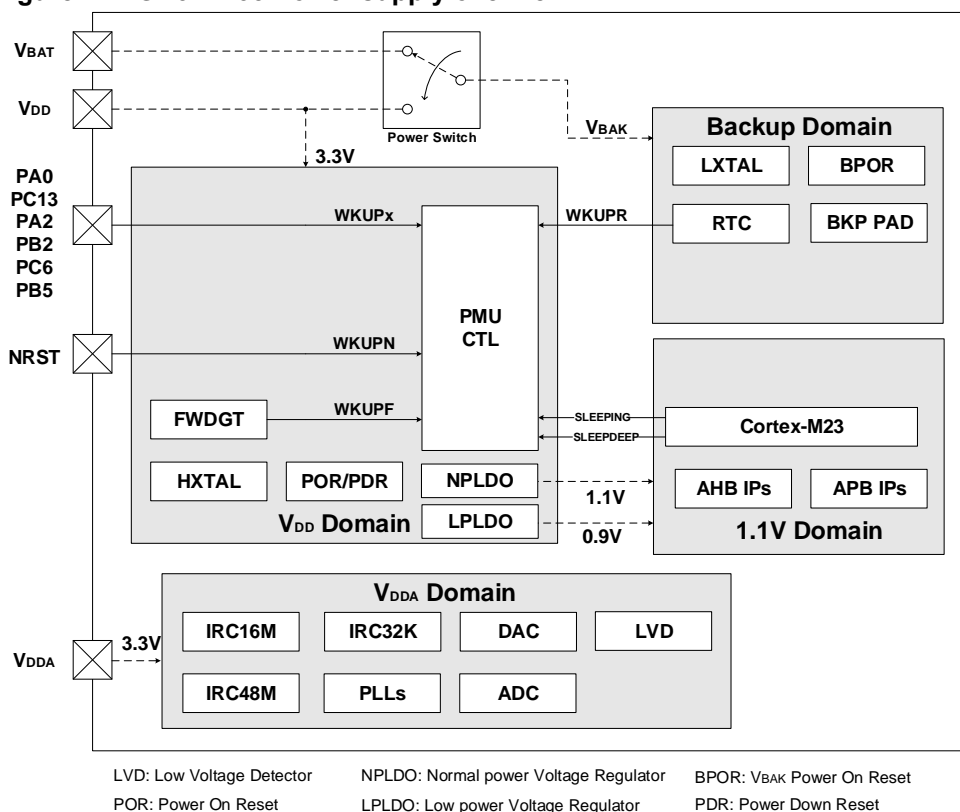 VBAT
VDD
Power Switch
3.3V
VBAK
Backup Domain
LXTAL
BPOR
RTC
BKP PAD
PA0
PC13
PA2
PB2
PC6
PB5
WKUPx
WKUPR
PMU
CTL
NRST
WKUPN
FWDGT
WKUPF
SLEEPING
SLEEPDEEP
Cortex-M23
HXTAL
POR/PDR
NPLDO
1.1V
AHB IPs
APB IPs
VDD Domain
LPLDO
0.9V
1.1V Domain
VDDA Domain
VDDA
3.3V
IRC16M
IRC32K
DAC
LVD
IRC48M
PLLs
ADC
LVD: Low Voltage Detector
NPLDO: Normal power Voltage Regulator
BPOR: VBAK Power On Reset
POR: Power On Reset
LPLDO: Low power Voltage Regulator
PDR: Power Down Reset